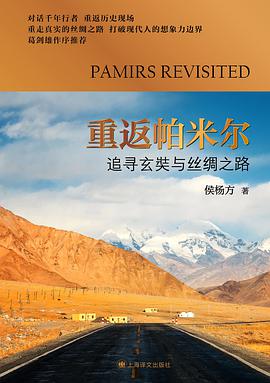 对话千年行者 重返历史现场
重走真实的丝绸之路 打破现代人的想象力边界
葛剑雄作序推荐
PAMIRS REVISITED
重返帕米尔
追寻玄奘与丝绸之路
侯杨方 著
上海译文出版社